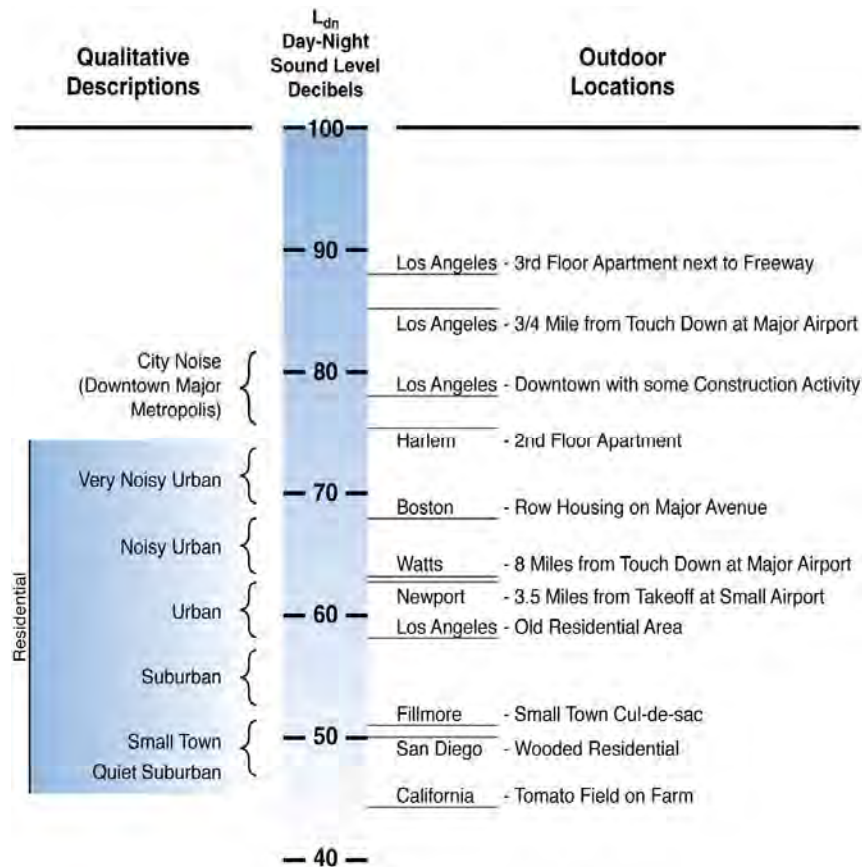 Qualitative
Descriptions
L_dn
Day-Night
Sound Level
Decibels
Outdoor
Locations
100
90
Los Angeles - 3rd Floor Apartment next to Freeway
Los Angeles - 3/4 Mile from Touch Down at Major Airport
City Noise
(Downtown Major
Metropolis)
80
Los Angeles - Downtown with some Construction Activity
Harlem - 2nd Floor Apartment
Very Noisy Urban
70
Boston - Row Housing on Major Avenue
Noisy Urban
Watts - 8 Miles from Touch Down at Major Airport
Newport - 3.5 Miles from Takeoff at Small Airport
Urban
60
Los Angeles - Old Residential Area
Residential
Suburban
Fillmore - Small Town Cul-de-sac
Small Town
50
San Diego - Wooded Residential
Quiet Suburban
California - Tomato Field on Farm
40